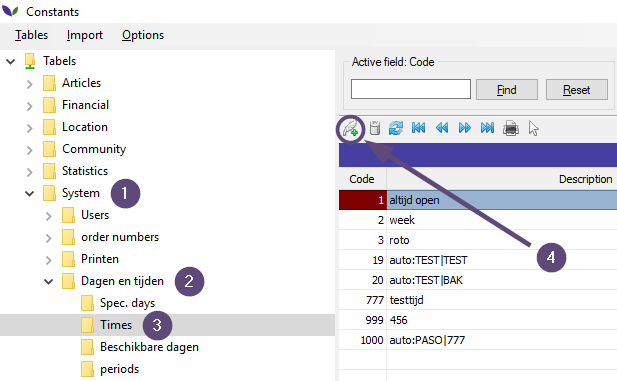 Constants
Tables Import Options
Tabels
Articles
Financial
Location
Community
Statistics
System 1
Users
order numbers
Printen
Dagen en tijden 2
Spec. days
Times 3
Beschikbare dagen
periods
Active field: Code
Find Reset
Code Description
1 altijd open
2 week
3 roto
19 auto:TEST|TEST
20 auto:TEST|BAK
777 testtijd
999 456
1000 auto:PASO|777
4